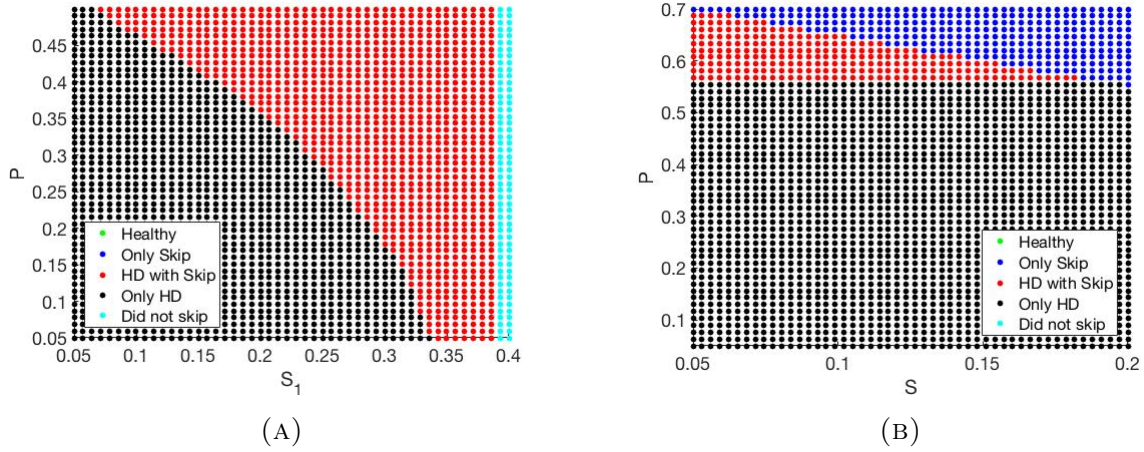 0.45
0.4
0.35
0.3
0.25
0.2
0.15
0.1
0.05
P
Healthy
Only Skip
HD with Skip
Only HD
Did not skip
0.05 0.1 0.15 0.2 0.25 0.3 0.35 0.4
S1
(A)
0.7
0.6
0.5
0.4
0.3
0.2
0.1
P
Healthy
Only Skip
HD with Skip
Only HD
Did not skip
0.05 0.1 0.15 0.2
S
(B)